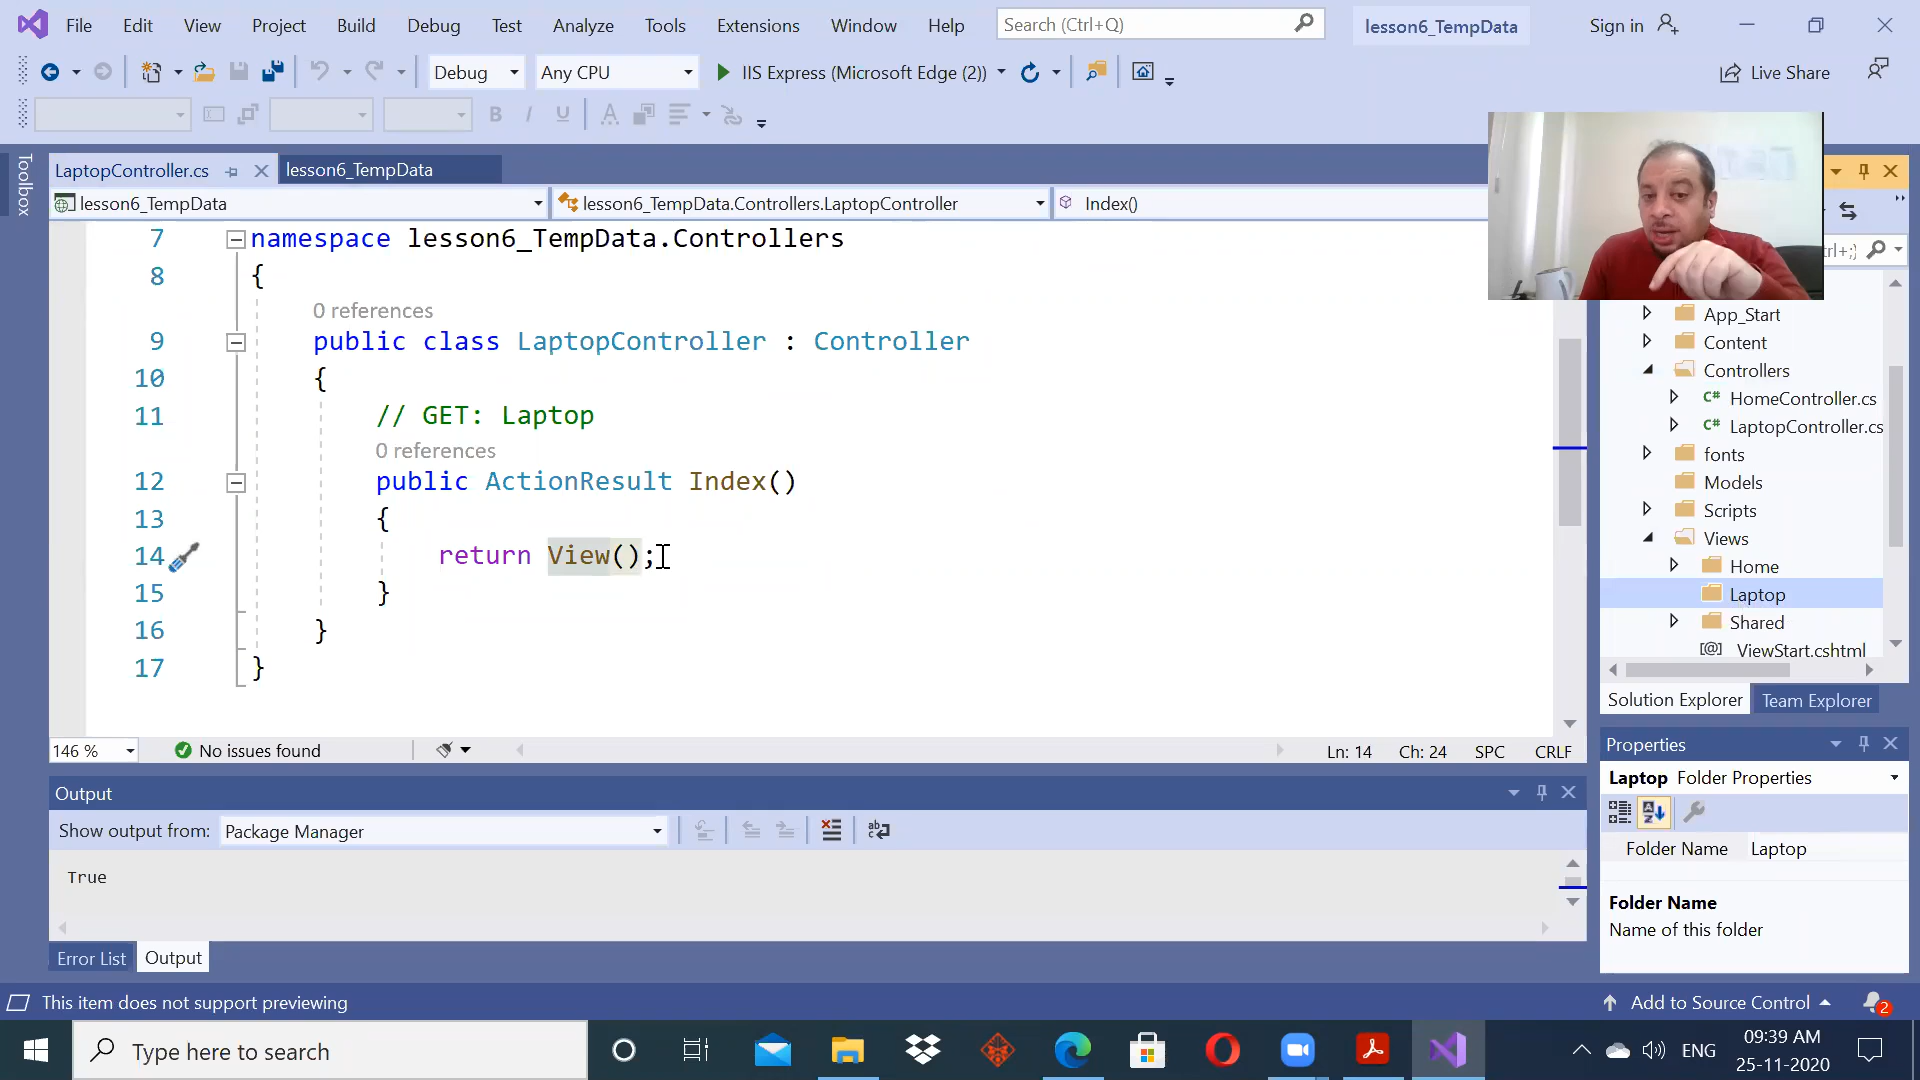 File Edit View Project Build Debug Test Analyze Tools Extensions Window Help Search (Ctrl+Q) lesson6_TempData Sign in
Debug Any CPU IIS Express (Microsoft Edge (2)) Live Share
B I U A
Toolbox
LaptopController.cs lesson6_TempData
lesson6_TempData lesson6_TempData.Controllers.LaptopController Index()
7 namespace lesson6_TempData.Controllers
8 {
0 references
9 public class LaptopController : Controller
10 {
11 // GET: Laptop
0 references
12 public ActionResult Index()
13 {
14 return View();
15 }
16 }
17 }
146 % No issues found Ln: 14 Ch: 24 SPC CRLF
Output
Show output from: Package Manager
True
Error List Output
App_Start
Content
Controllers
C# HomeController.cs
C# LaptopController.cs
fonts
Models
Scripts
Views
Home
Laptop
Shared
ViewStart.cshtml
Solution Explorer Team Explorer
Properties
Laptop Folder Properties
Folder Name Laptop
Folder Name
Name of this folder
This item does not support previewing Add to Source Control 2
Type here to search ENG 09:39 AM
25-11-2020